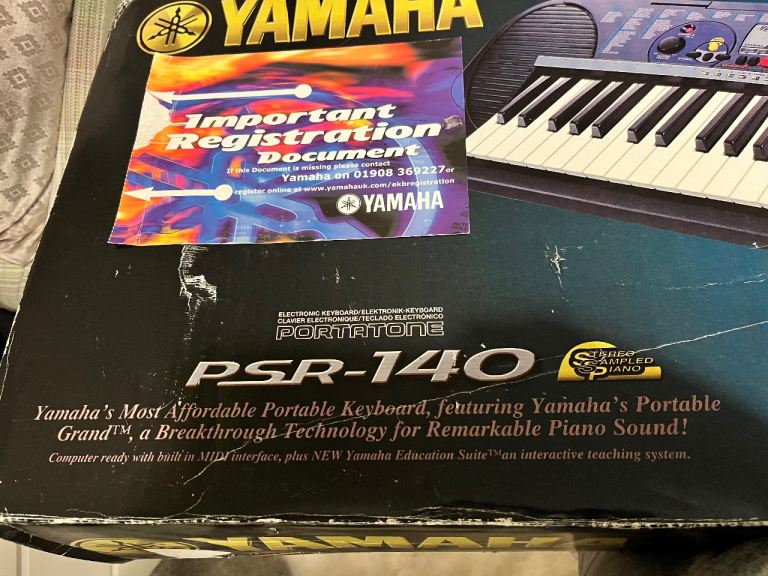 YAMAHA
Important
Registration
Document
If this Document is missing please contact
Yamaha on 01908 369227 or
register online at www.yamahauk.com/ekbregistration
YAMAHA
ELECTRONIC KEYBOARD/ELEKTRONIK-KEYBOARD
CLAVIER ELECTRONIQUE/TECLADO ELECTRÓNICO
PORTATONE
PSR-140
STEREO
SAMPLED
PIANO
Yamaha's Most Affordable Portable Keyboard, featuring Yamaha's Portable
Grand™, a Breakthrough Technology for Remarkable Piano Sound!
Computer ready with built in MIDI interface, plus NEW Yamaha Education Suite™ an interactive teaching system.
YAMAHA